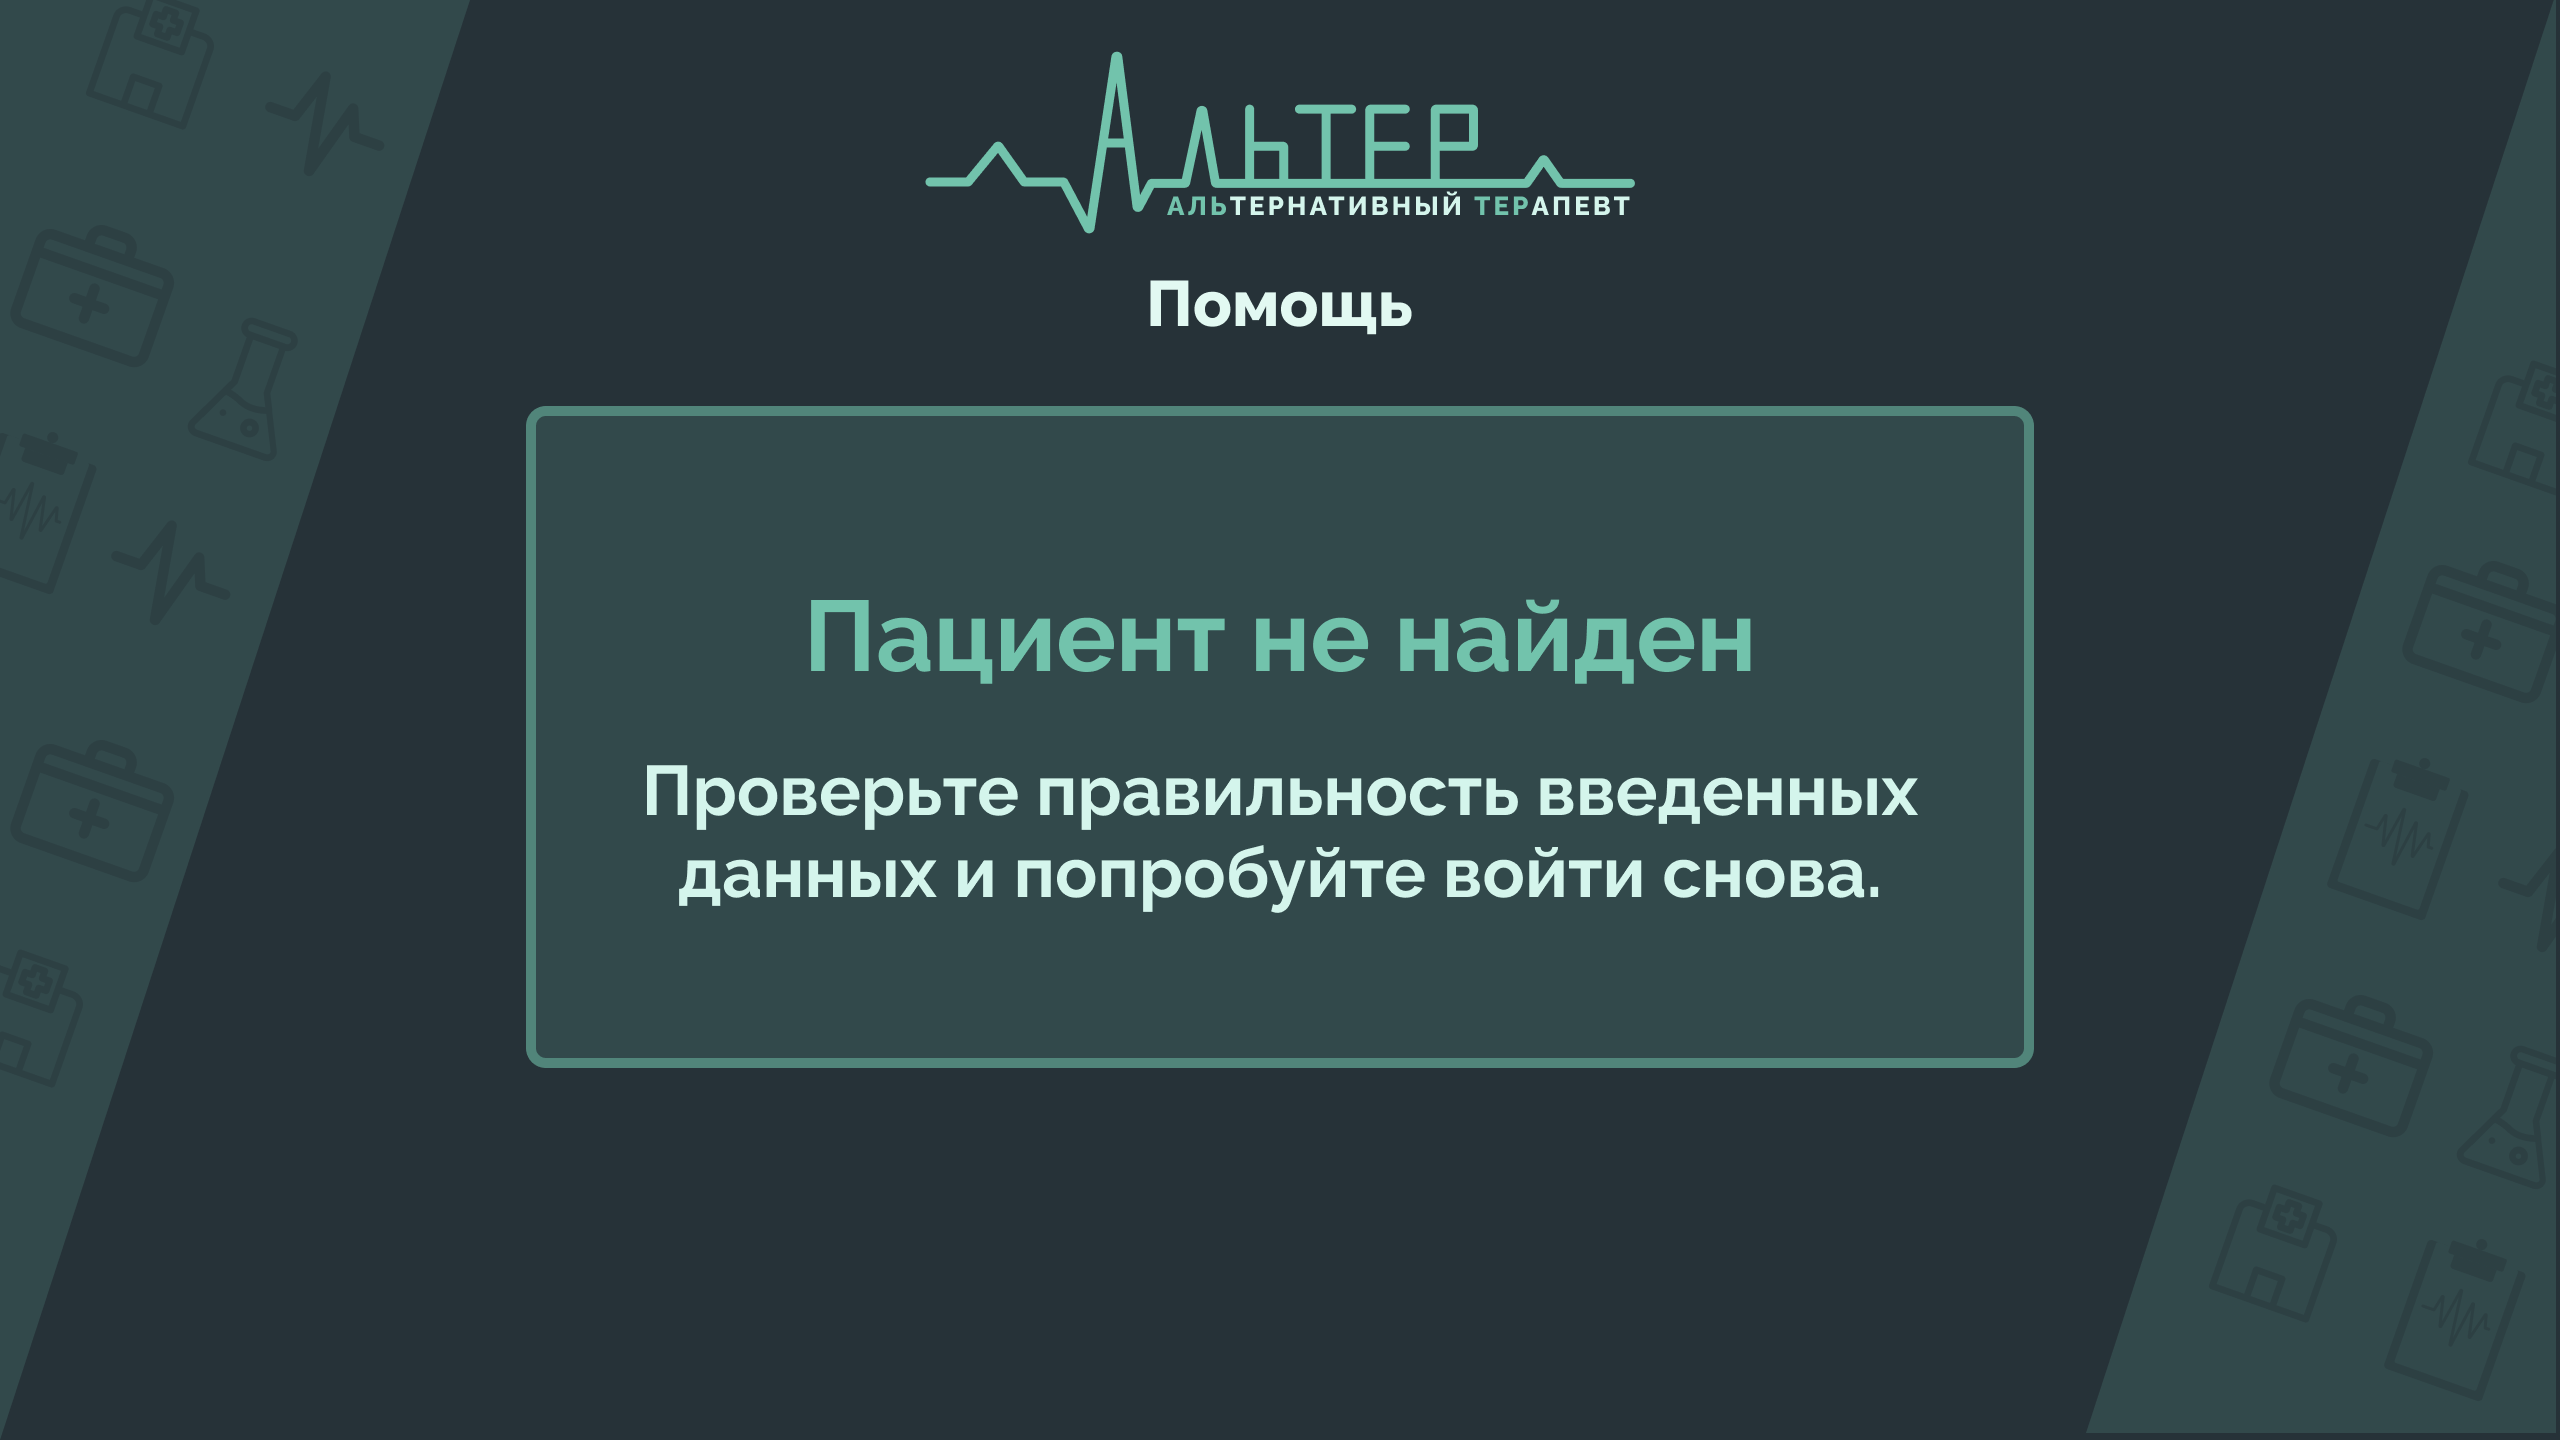 АЛЬТЕР
АЛЬТЕРНАТИВНЫЙ ТЕРАПЕВТ
Помощь
Пациент не найден
Проверьте правильность введенных
данных и попробуйте войти снова.